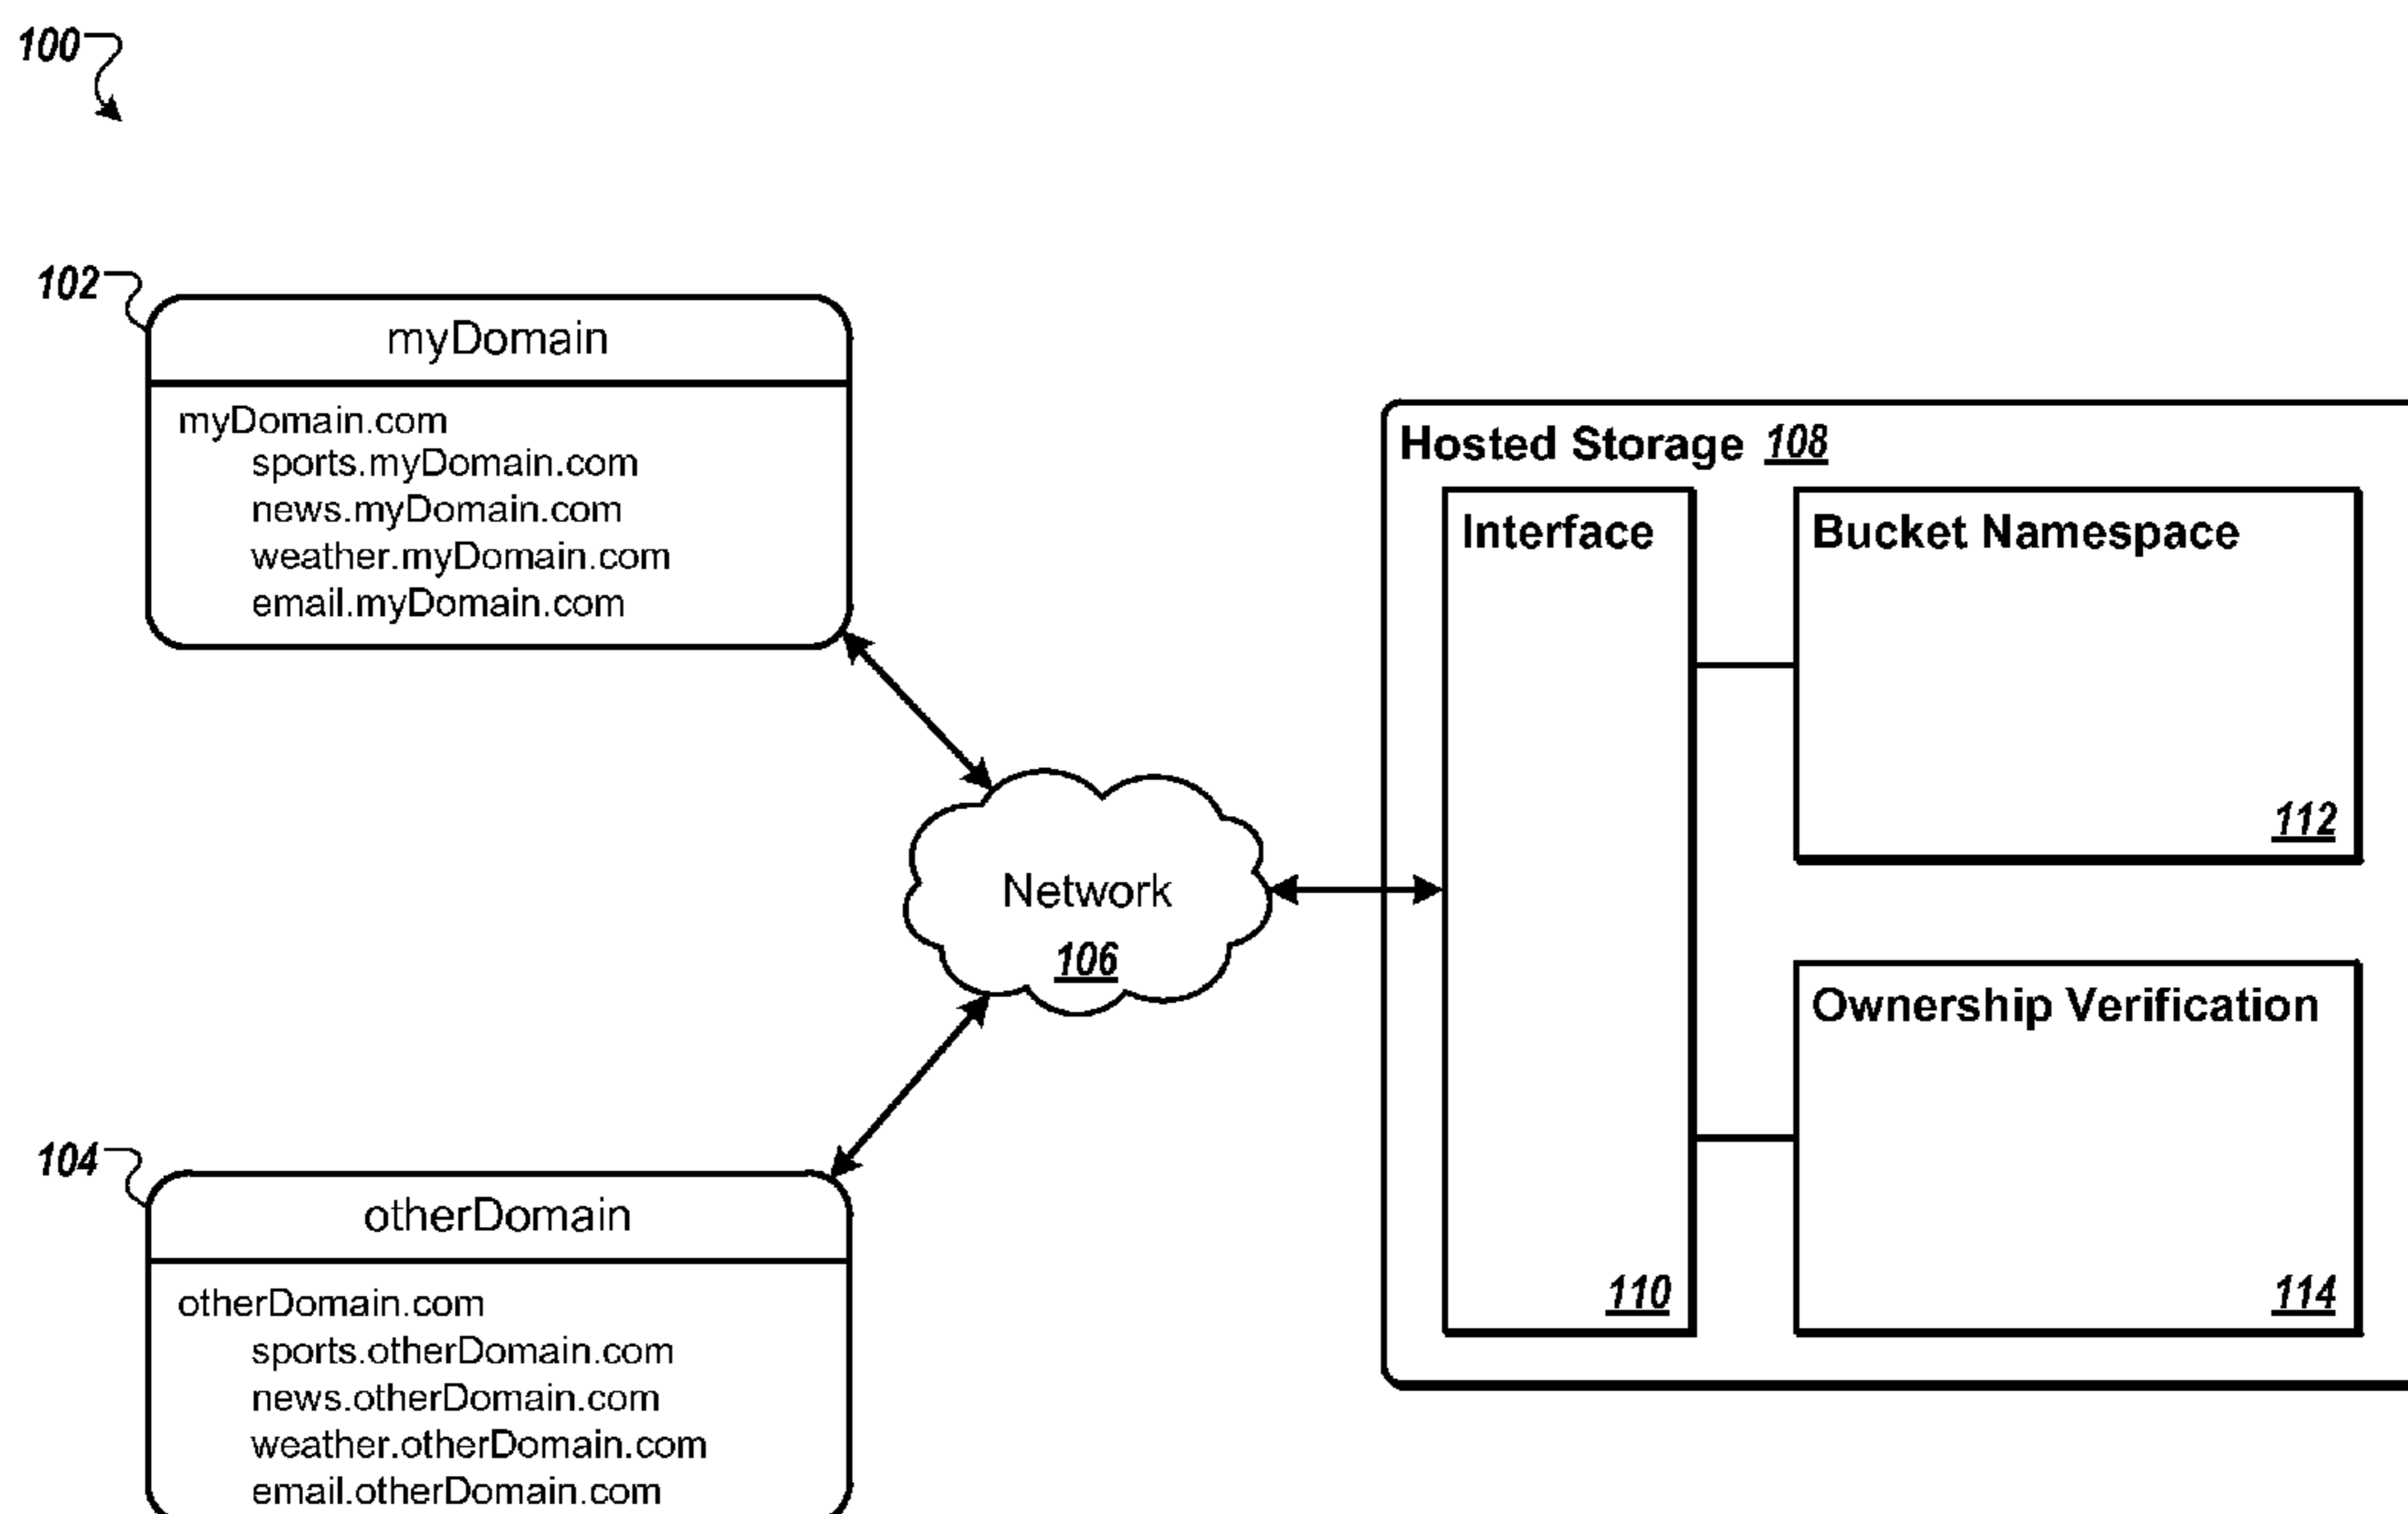 100
102
myDomain
myDomain.com
sports.myDomain.com
news.myDomain.com
weather.myDomain.com
email.myDomain.com
Hosted Storage 108
Interface
110
Bucket Namespace
112
Network
106
Ownership Verification
114
104
otherDomain
otherDomain.com
sports.otherDomain.com
news.otherDomain.com
weather.otherDomain.com
email.otherDomain.com